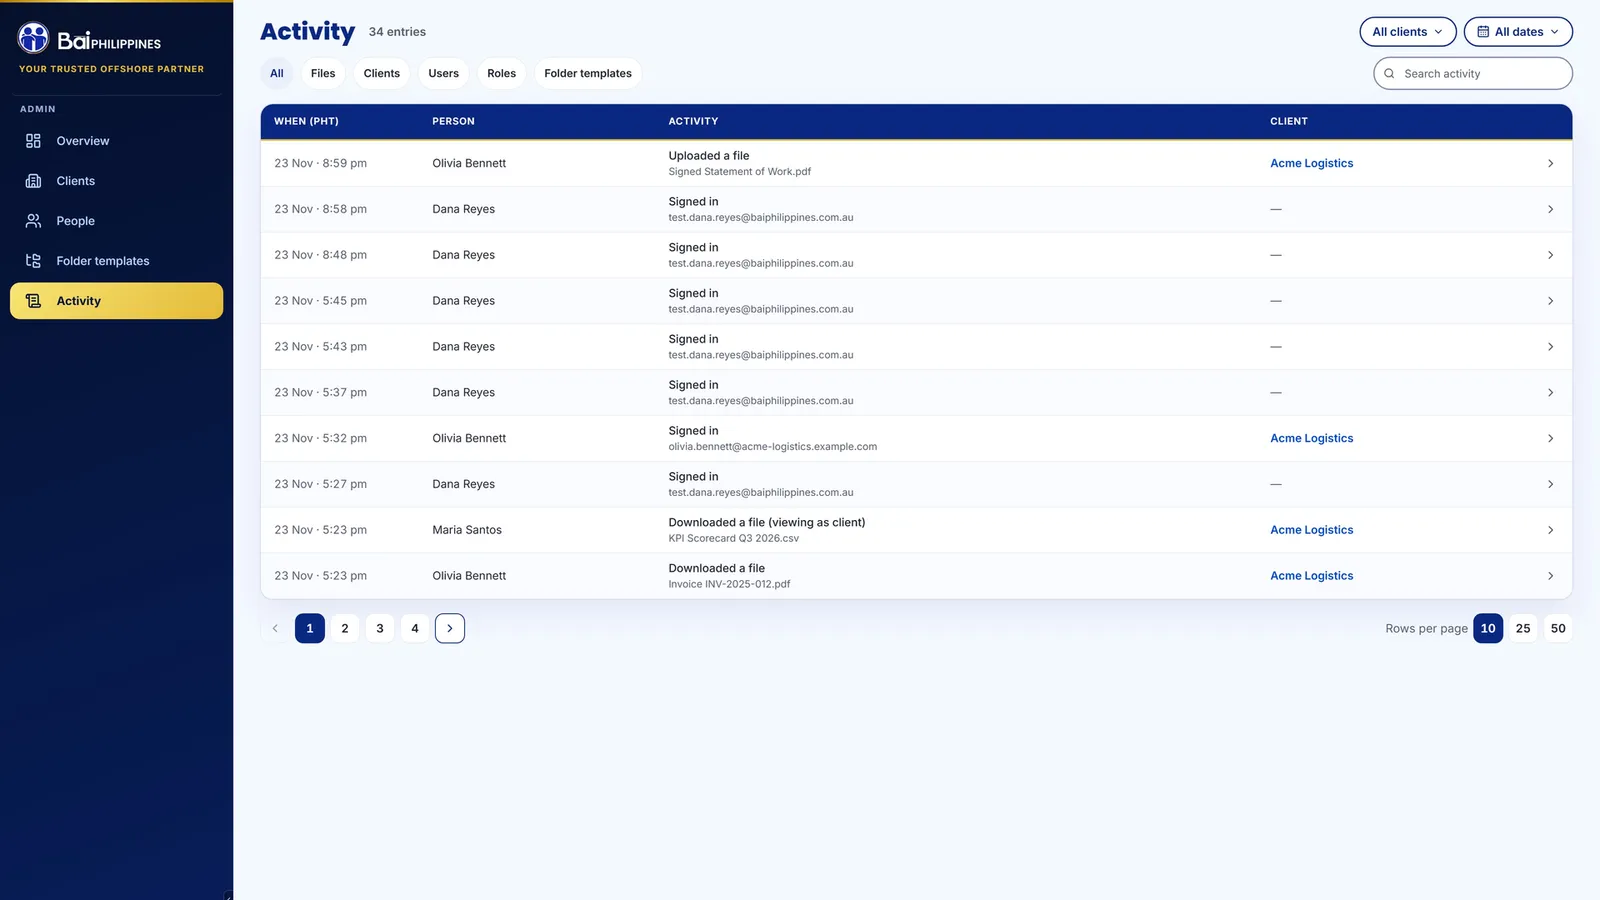 Bai PHILIPPINES
YOUR TRUSTED OFFSHORE PARTNER
ADMIN
Overview
Clients
People
Folder templates
Activity
Activity 34 entries
All clients All dates
All Files Clients Users Roles Folder templates
Search activity
WHEN (PHT) PERSON ACTIVITY CLIENT
23 Nov · 8:59 pm Olivia Bennett Uploaded a file Acme Logistics
Signed Statement of Work.pdf
23 Nov · 8:58 pm Dana Reyes Signed in —
test.dana.reyes@baiphilippines.com.au
23 Nov · 8:48 pm Dana Reyes Signed in —
test.dana.reyes@baiphilippines.com.au
23 Nov · 5:45 pm Dana Reyes Signed in —
test.dana.reyes@baiphilippines.com.au
23 Nov · 5:43 pm Dana Reyes Signed in —
test.dana.reyes@baiphilippines.com.au
23 Nov · 5:37 pm Dana Reyes Signed in —
test.dana.reyes@baiphilippines.com.au
23 Nov · 5:32 pm Olivia Bennett Signed in Acme Logistics
olivia.bennett@acme-logistics.example.com
23 Nov · 5:27 pm Dana Reyes Signed in —
test.dana.reyes@baiphilippines.com.au
23 Nov · 5:23 pm Maria Santos Downloaded a file (viewing as client) Acme Logistics
KPI Scorecard Q3 2026.csv
23 Nov · 5:23 pm Olivia Bennett Downloaded a file Acme Logistics
Invoice INV-2025-012.pdf
1 2 3 4
Rows per page 10 25 50